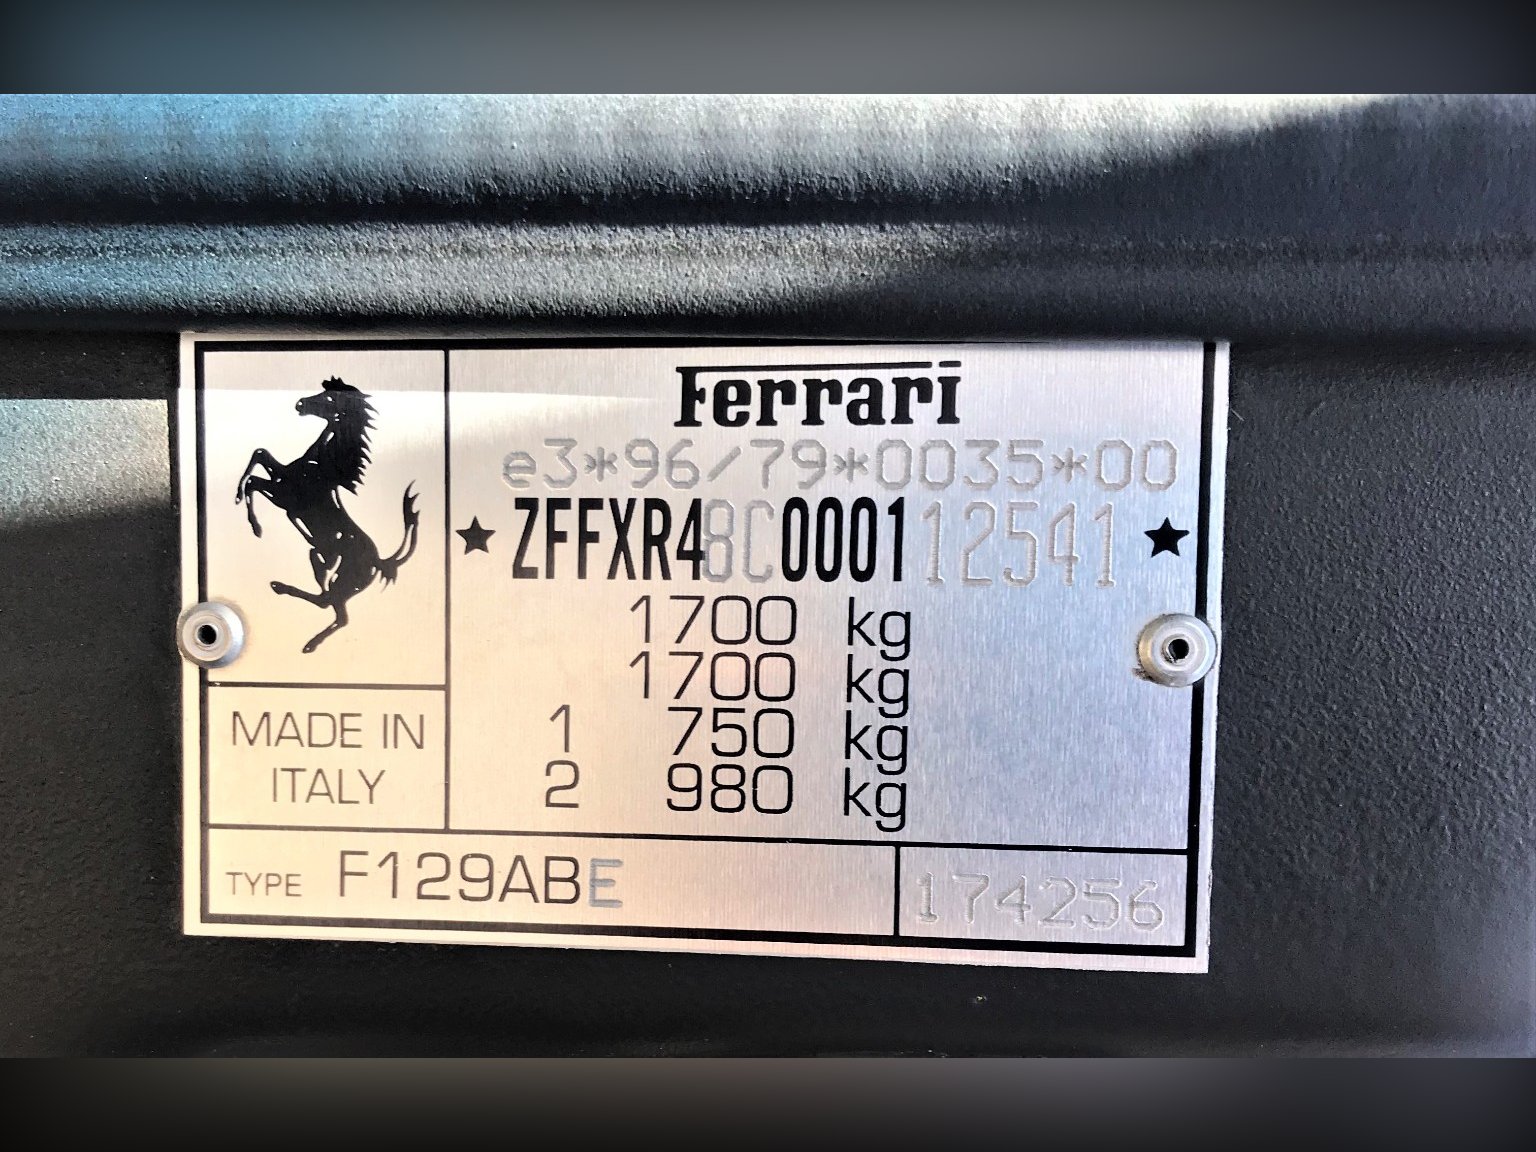 Ferrari
e3*96/79*0035*00
★ ZFFXR48C000112541 ★
1700 kg
1700 kg
1 750 kg
2 980 kg
MADE IN
ITALY
TYPE F129ABE
174256